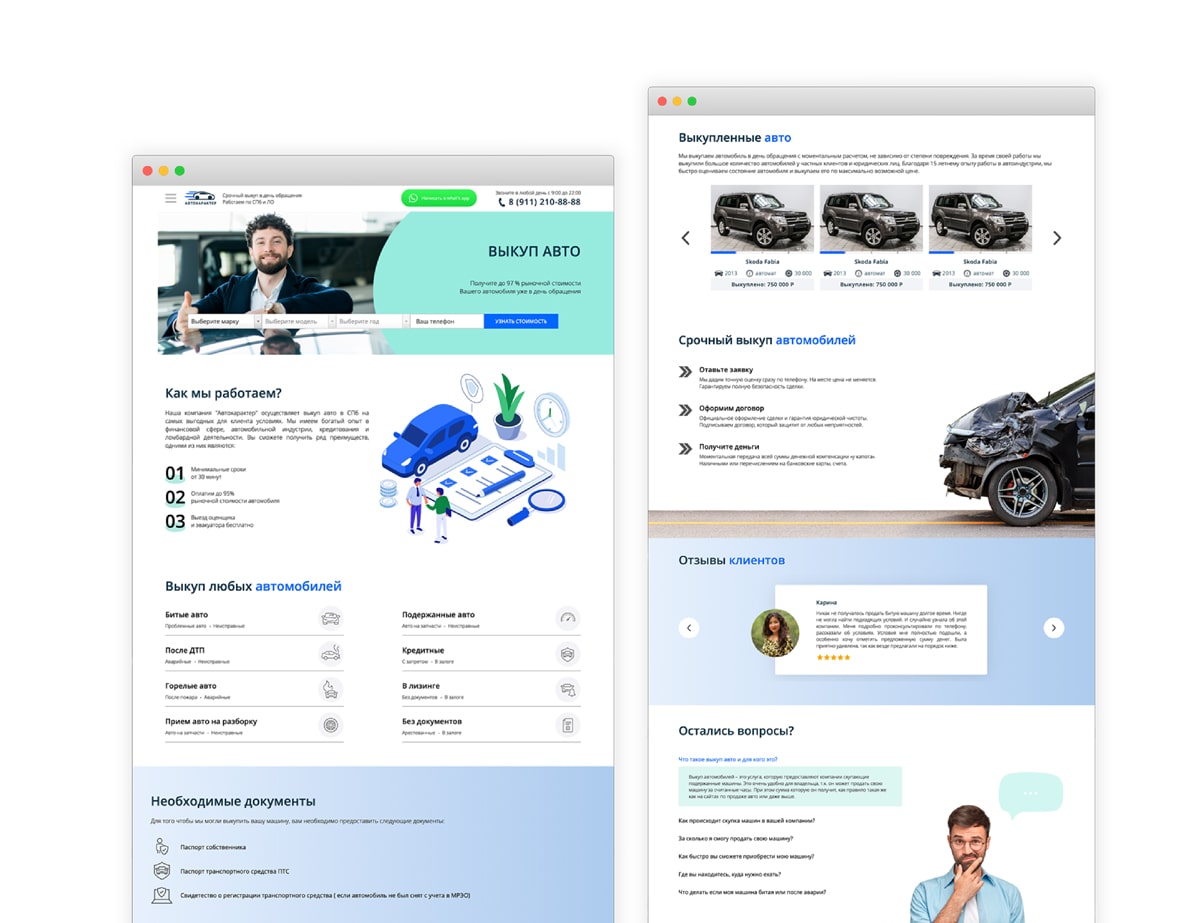 АВТОХАРАКТЕР
Срочный выкуп в день обращения
Работаем по СПб и ЛО
Написать в what's app
Звоните в любой день с 9:00 до 22:00
8 (911) 210-88-88
ВЫКУП АВТО
Получите до 97 % рыночной стоимости
Вашего автомобиля уже в день обращения
Выберите марку
Выберите модель
Выберите год
Ваш телефон
УЗНАТЬ СТОИМОСТЬ
Как мы работаем?
Наша компания "Автохарактер" осуществляет выкуп авто в СПб на
самых выгодных для клиента условиях. Мы имеем богатый опыт в
финансовой сфере, автомобильной индустрии, кредитования и
ломбардной деятельности. Вы сможете получить ряд преимуществ,
одними из них являются:
01
Минимальные сроки
от 30 минут
02
Оплатим до 95%
рыночной стоимости автомобиля
03
Выезд оценщика
и эвакуатора бесплатно
Выкуп любых автомобилей
Битые авто
Проблемные авто • Неисправные
Подержанные авто
Авто на запчасти • Неисправные
После ДТП
Аварийные • Неисправные
Кредитные
С запретом • В залоге
Горелые авто
После пожара • Аварийные
В лизинге
Без документов • В залоге
Прием авто на разборку
Авто на запчасти • Неисправные
Без документов
Арестованные • В залоге
Необходимые документы
Для того чтобы мы могли выкупить вашу машину, вам необходимо предоставить следующие документы:
Паспорт собственника
Паспорт транспортного средства ПТС
Свидетество о регистрации транспортного средства ( если автомобиль не был снят с учета в МРЭО)
Выкупленные авто
Мы выкупаем автомобиль в день обращения с моментальным расчетом, не зависимо от степени повреждения. За время своей работы мы
выкупили большое количество автомобилей у частных клиентов и юридических лиц. Благодаря 15 летнему опыту работы в автоиндустрии, мы
быстро оцениваем состояние автомобиля и выкупаем его по максимально возможной цене.
Skoda Fabia
2013 автомат 30 000
Выкуплено: 750 000 Р
Skoda Fabia
2013 автомат 30 000
Выкуплено: 750 000 Р
Skoda Fabia
2013 автомат 30 000
Выкуплено: 750 000 Р
Срочный выкуп автомобилей
Отавьте заявку
Мы дадим точную оценку сразу по телефону. На месте цена не меняется.
Гарантируем полную безопасность сделки.
Оформим договор
Официальное оформление сделки и гарантия юридической чистоты.
Подписываем договор, который защитит от любых неприятностей.
Получите деньги
Моментальная передача всей суммы денежной компенсации
Наличными или перечислением на банковские карты, счета.
Отзывы клиентов
Карина
Никак не получалось продать битую машину долгое время. Нигде
не могла найти подходящих условий. И случайно узнала об этой
компании. Меня подробно проконсультировали по телефону,
рассказали об условиях. Условия мне полностью подошли, а
особенно хочу отметить предложенную сумму денег. Была
приятно удивлена, так как везде предлагали на порядок ниже.
Остались вопросы?
Что такое выкуп авто и для кого это?
Выкуп автомобилей – это услуга, которую предоставляют компании скупающие
подержанные машины. Это очень удобно для владельца, т.к. он может продать свою
машину за считанные часы. При этом сумма которую он получит, как правило такая же
как на сайтах по продаже авто или даже выше.
Как происходит скупка машин в вашей компании?
За сколько я смогу продать свою машину?
Как быстро вы сможете приобрести мою машину?
Где вы находитесь, куда нужно ехать?
Что делать если моя машина битая или после аварии?